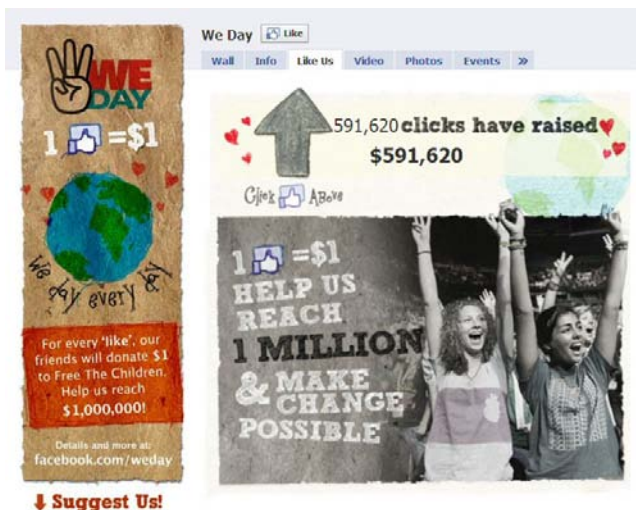 WE
DAY
1 =$1
we day every day
For every 'like', our
friends will donate $1
to Free The Children.
Help us reach
$1,000,000!
Details and more at:
facebook.com/weday
Suggest Us!
We Day Like
Wall Info Like Us Video Photos Events »
591,620 clicks have raised
$591,620
Click Above
1 =$1
HELP US
REACH
1 MILLION
& MAKE
CHANGE
POSSIBLE